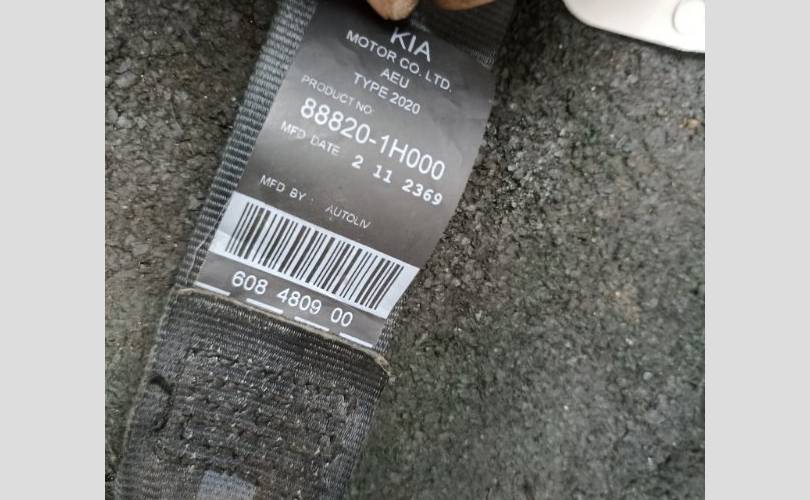 KIA
MOTOR CO. LTD.
AEU
TYPE 2020
PRODUCT NO:
88820-1H000
MFD DATE 2 11 2369
MFD BY : AUTOLIV
608 4809 00